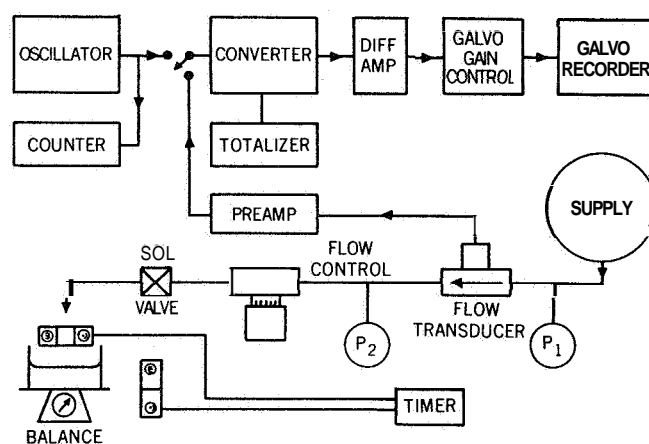 OSCILLATOR
CONVERTER
DIFF
AMP
GALVO
GAIN
CONTROL
GALVO
RECORDER
COUNTER
TOTALIZER
PREAMP
SUPPLY
SOL
VALVE
FLOW
CONTROL
FLOW
TRANSDUCER
P2
P1
TIMER
BALANCE